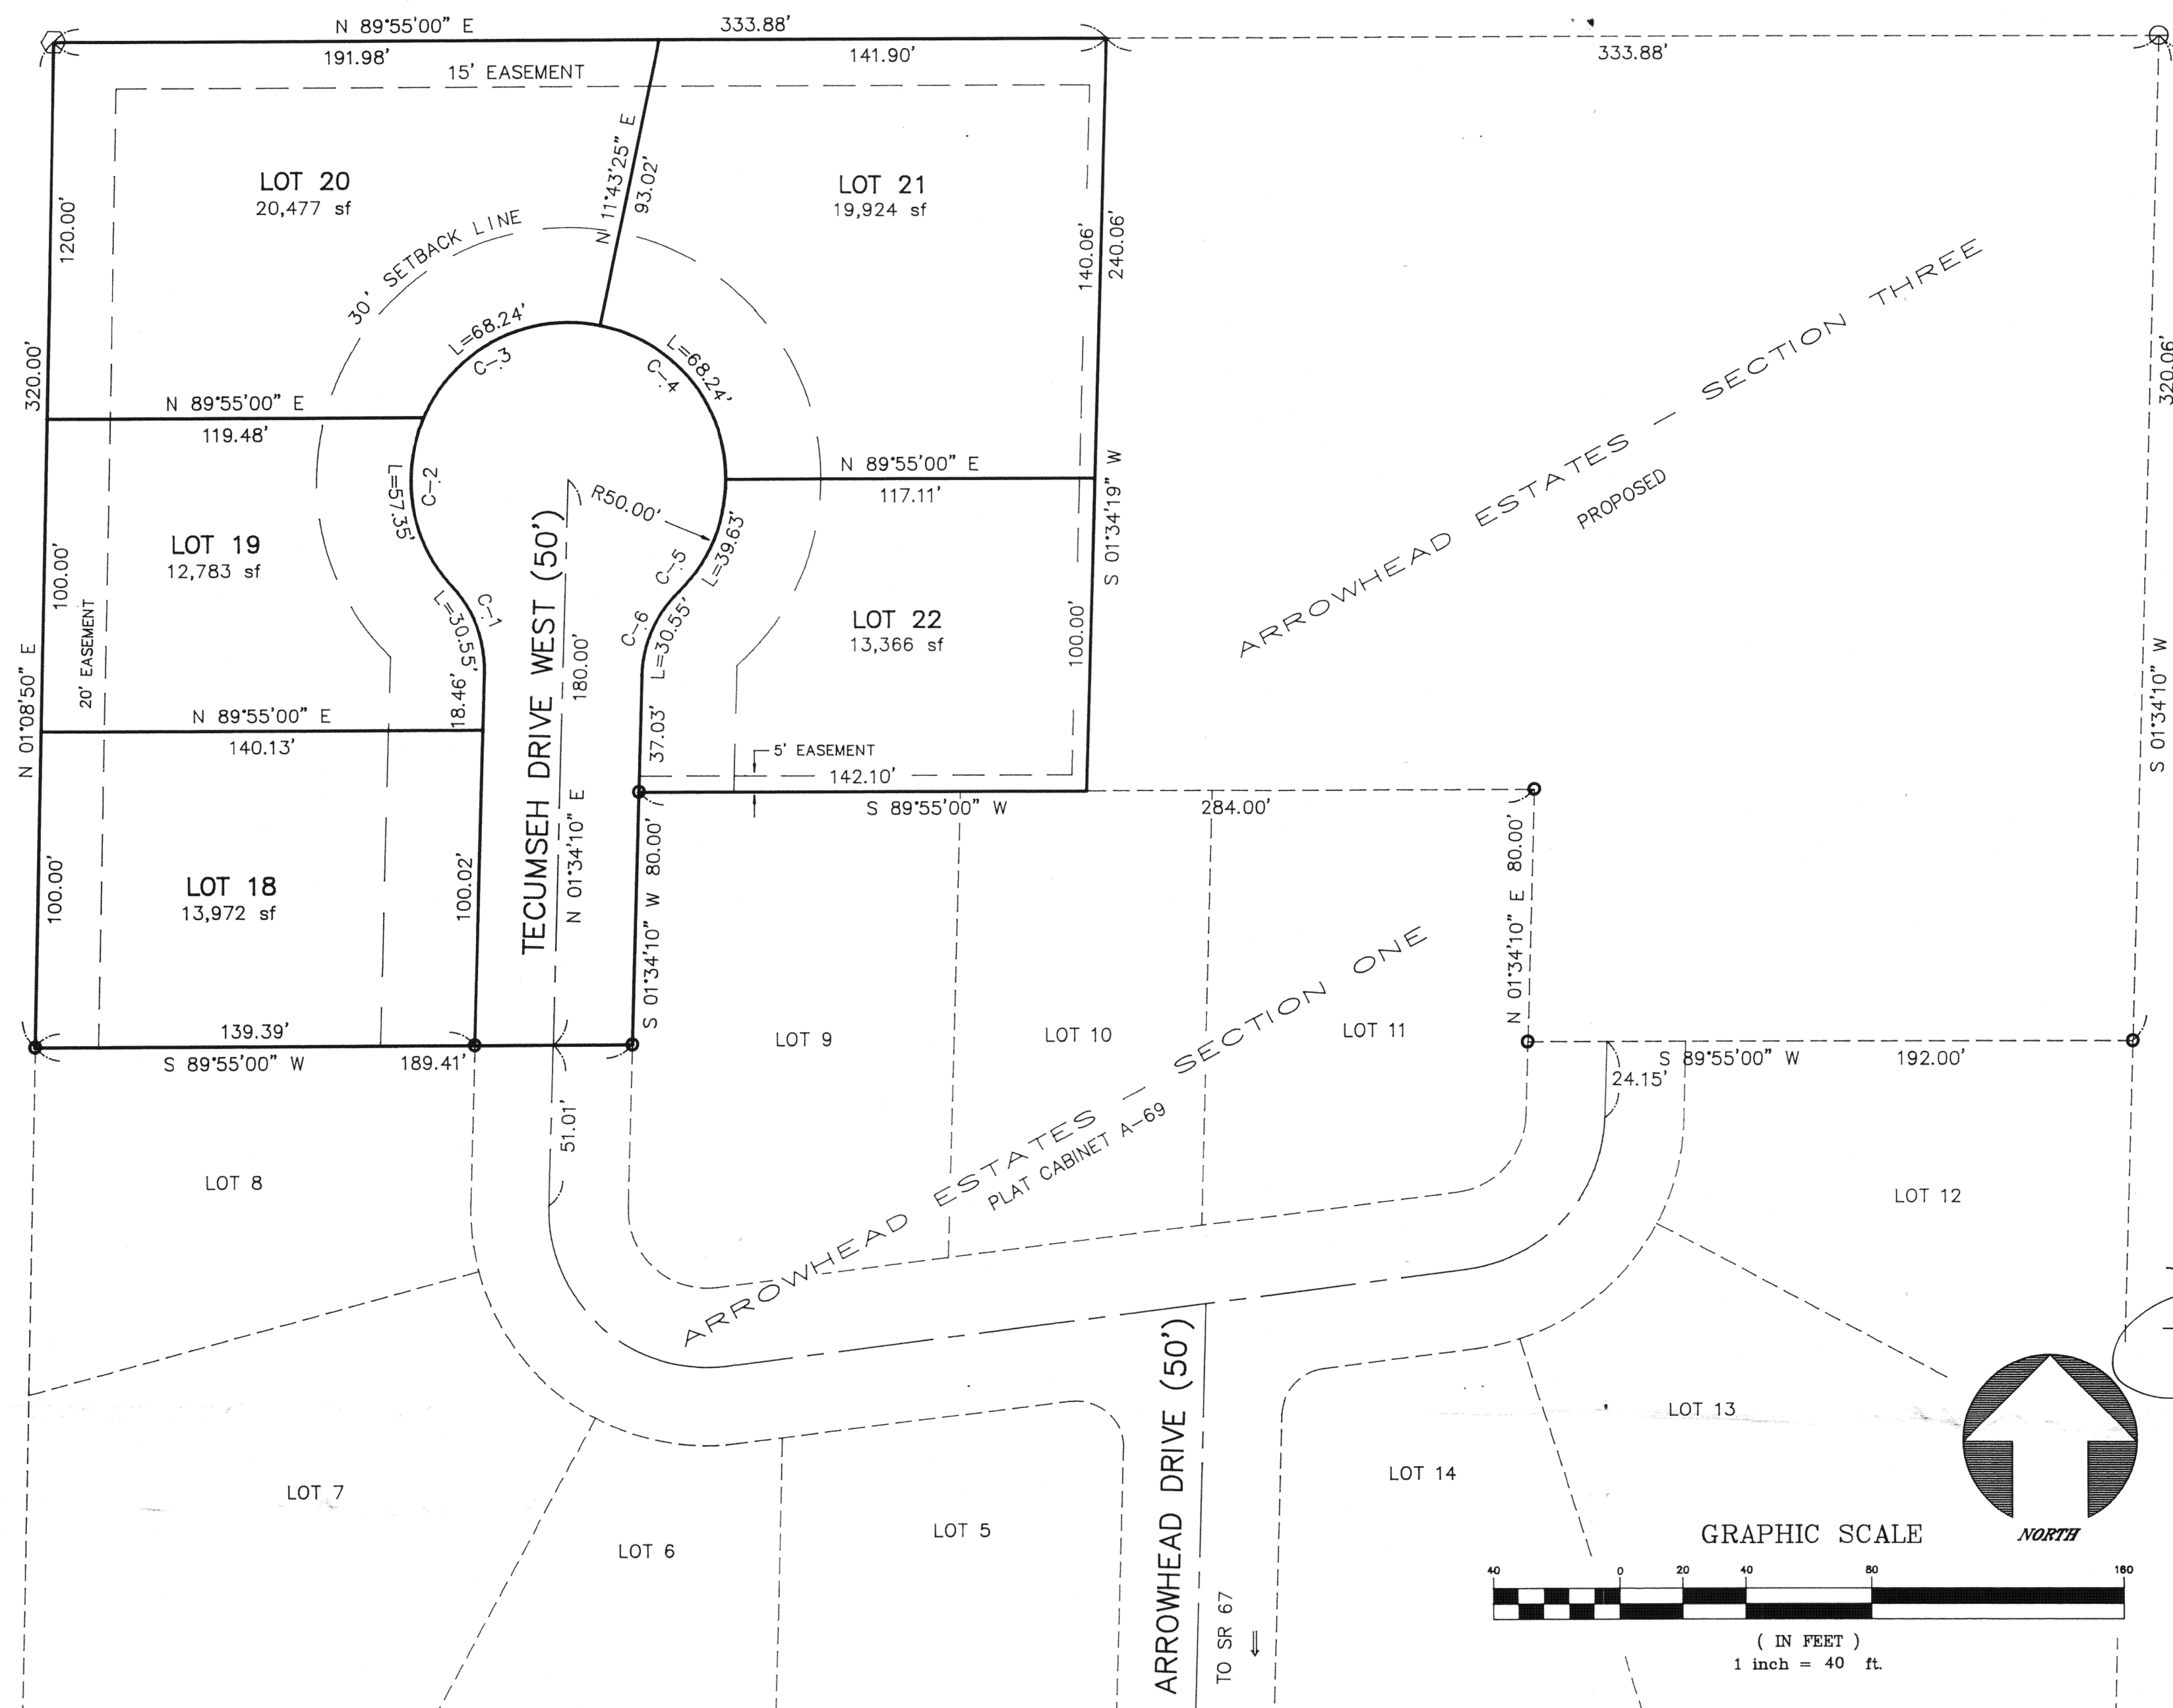 N 89°55'00" E
333.88'
191.98'
141.90'
333.88'
15' EASEMENT
N 11°43'25" E
93.02'
LOT 20
20,477 sf
LOT 21
19,924 sf
120.00'
30' SETBACK LINE
140.06'
240.06'
ARROWHEAD ESTATES – SECTION THREE
PROPOSED
320.00'
320.06'
L=68.24'
C-3
L=68.24'
C-4
N 89°55'00" E
119.48'
N 89°55'00" E
117.11'
L=57.35'
C-2
R50.00'
L=39.63'
C-5
S 01°34'19" W
LOT 19
12,783 sf
100.00'
C-1
L=30.55'
C-6
L=30.55'
LOT 22
13,366 sf
100.00'
20' EASEMENT
N 01°08'50" E
18.46'
TECUMSEH DRIVE WEST (50')
180.00'
N 01°34'10" E
37.03'
S 01°34'10" W
N 89°55'00" E
140.13'
5' EASEMENT
142.10'
S 89°55'00" W
284.00'
LOT 18
13,972 sf
100.00'
100.02'
S 01°34'10" W 80.00'
N 01°34'10" E 80.00'
139.39'
S 89°55'00" W
189.41'
51.01'
LOT 9
LOT 10
LOT 11
ARROWHEAD ESTATES – SECTION ONE
PLAT CABINET A-69
S 89°55'00" W
192.00'
24.15'
LOT 8
LOT 12
LOT 7
LOT 6
LOT 5
LOT 13
LOT 14
ARROWHEAD DRIVE (50')
TO SR 67
NORTH
GRAPHIC SCALE
40 0 20 40 80 160
( IN FEET )
1 inch = 40 ft.